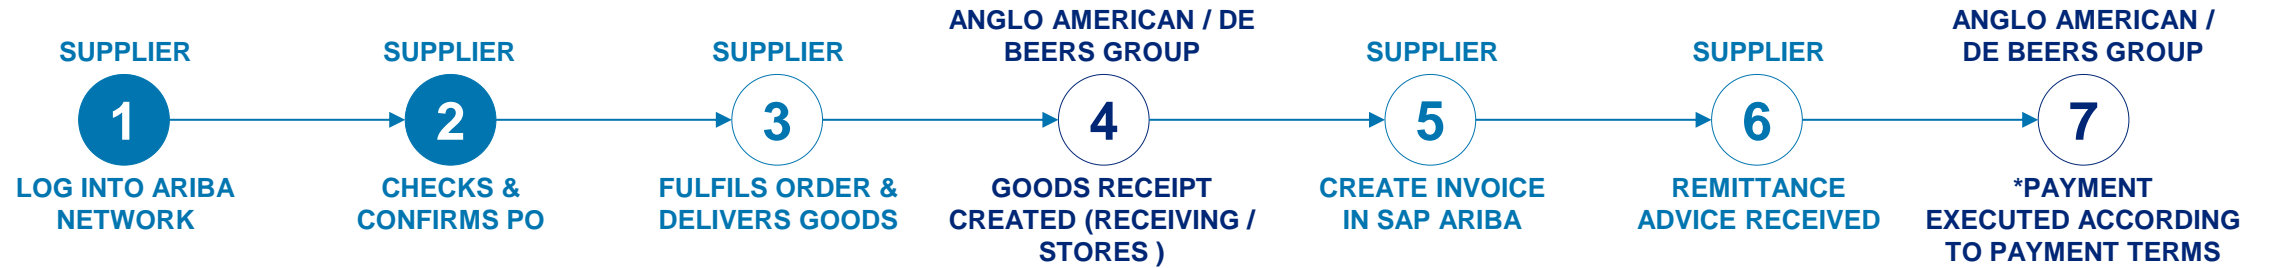 SUPPLIER
1
LOG INTO ARIBA
NETWORK
SUPPLIER
2
CHECKS &
CONFIRMS PO
SUPPLIER
3
FULFILS ORDER &
DELIVERS GOODS
ANGLO AMERICAN / DE
BEERS GROUP
4
GOODS RECEIPT
CREATED (RECEIVING /
STORES )
SUPPLIER
5
CREATE INVOICE
IN SAP ARIBA
SUPPLIER
6
REMITTANCE
ADVICE RECEIVED
ANGLO AMERICAN /
DE BEERS GROUP
7
*PAYMENT
EXECUTED ACCORDING
TO PAYMENT TERMS